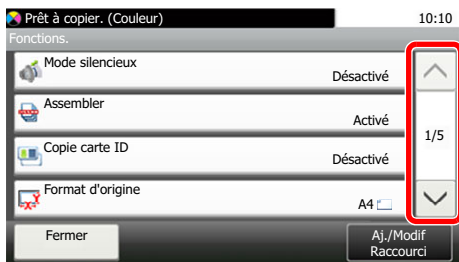 Prêt à copier. (Couleur)
10:10
Fonctions.
Mode silencieux
Désactivé
Assembler
Activé
1/5
Copie carte ID
Désactivé
Format d'origine
A4
Fermer
Aj./Modif
Raccourci